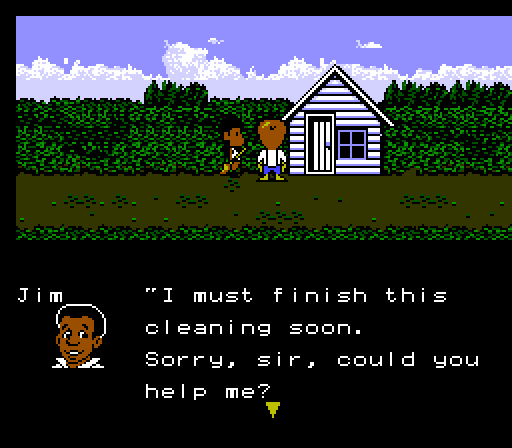 Jim
"I must finish this
cleaning soon.
Sorry, sir, could you
help me?